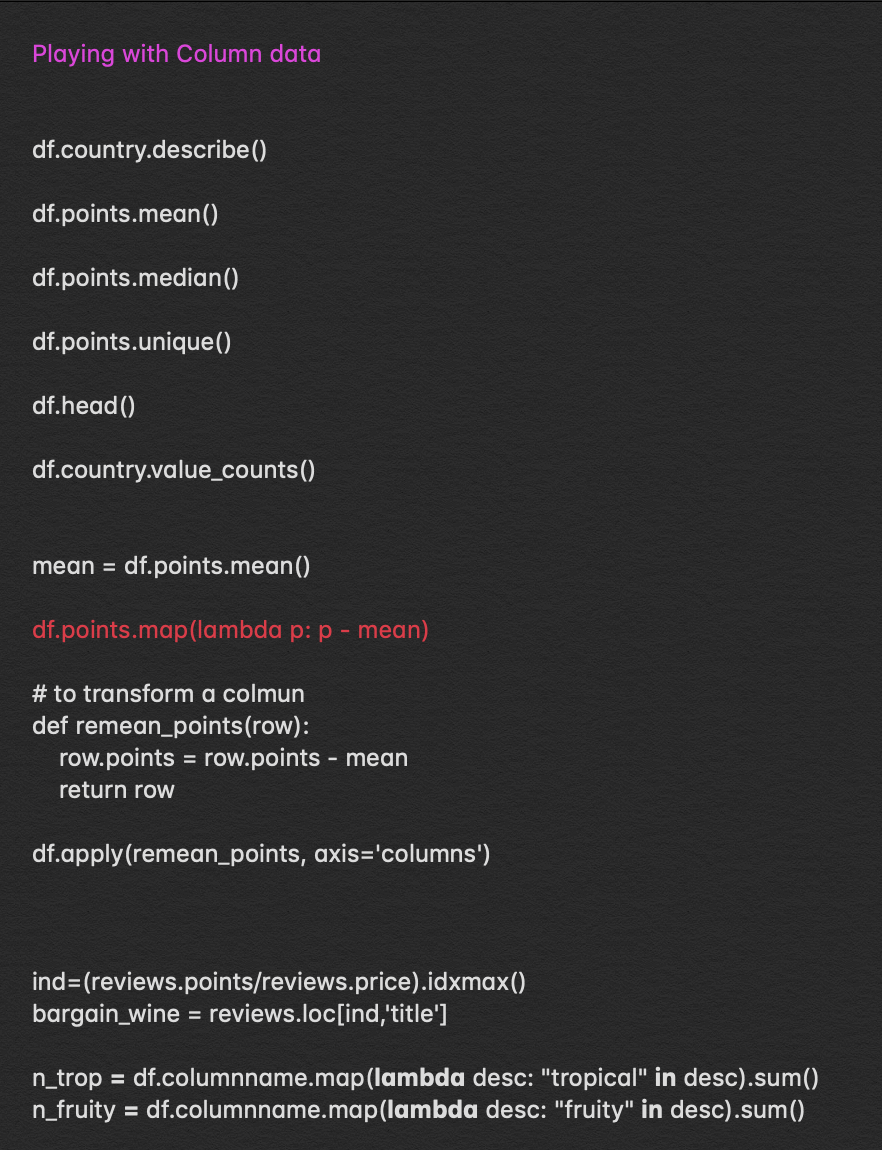 Playing with Column data
df.country.describe()
df.points.mean()
df.points.median()
df.points.unique()
df.head()
df.country.value_counts()
mean = df.points.mean()
df.points.map(lambda p: p - mean)
# to transform a colmun
def remean_points(row):
    row.points = row.points - mean
    return row
df.apply(remean_points, axis='columns')
ind=(reviews.points/reviews.price).idxmax()
bargain_wine = reviews.loc[ind,'title']
n_trop = df.columnname.map(lambda desc: "tropical" in desc).sum()
n_fruity = df.columnname.map(lambda desc: "fruity" in desc).sum()